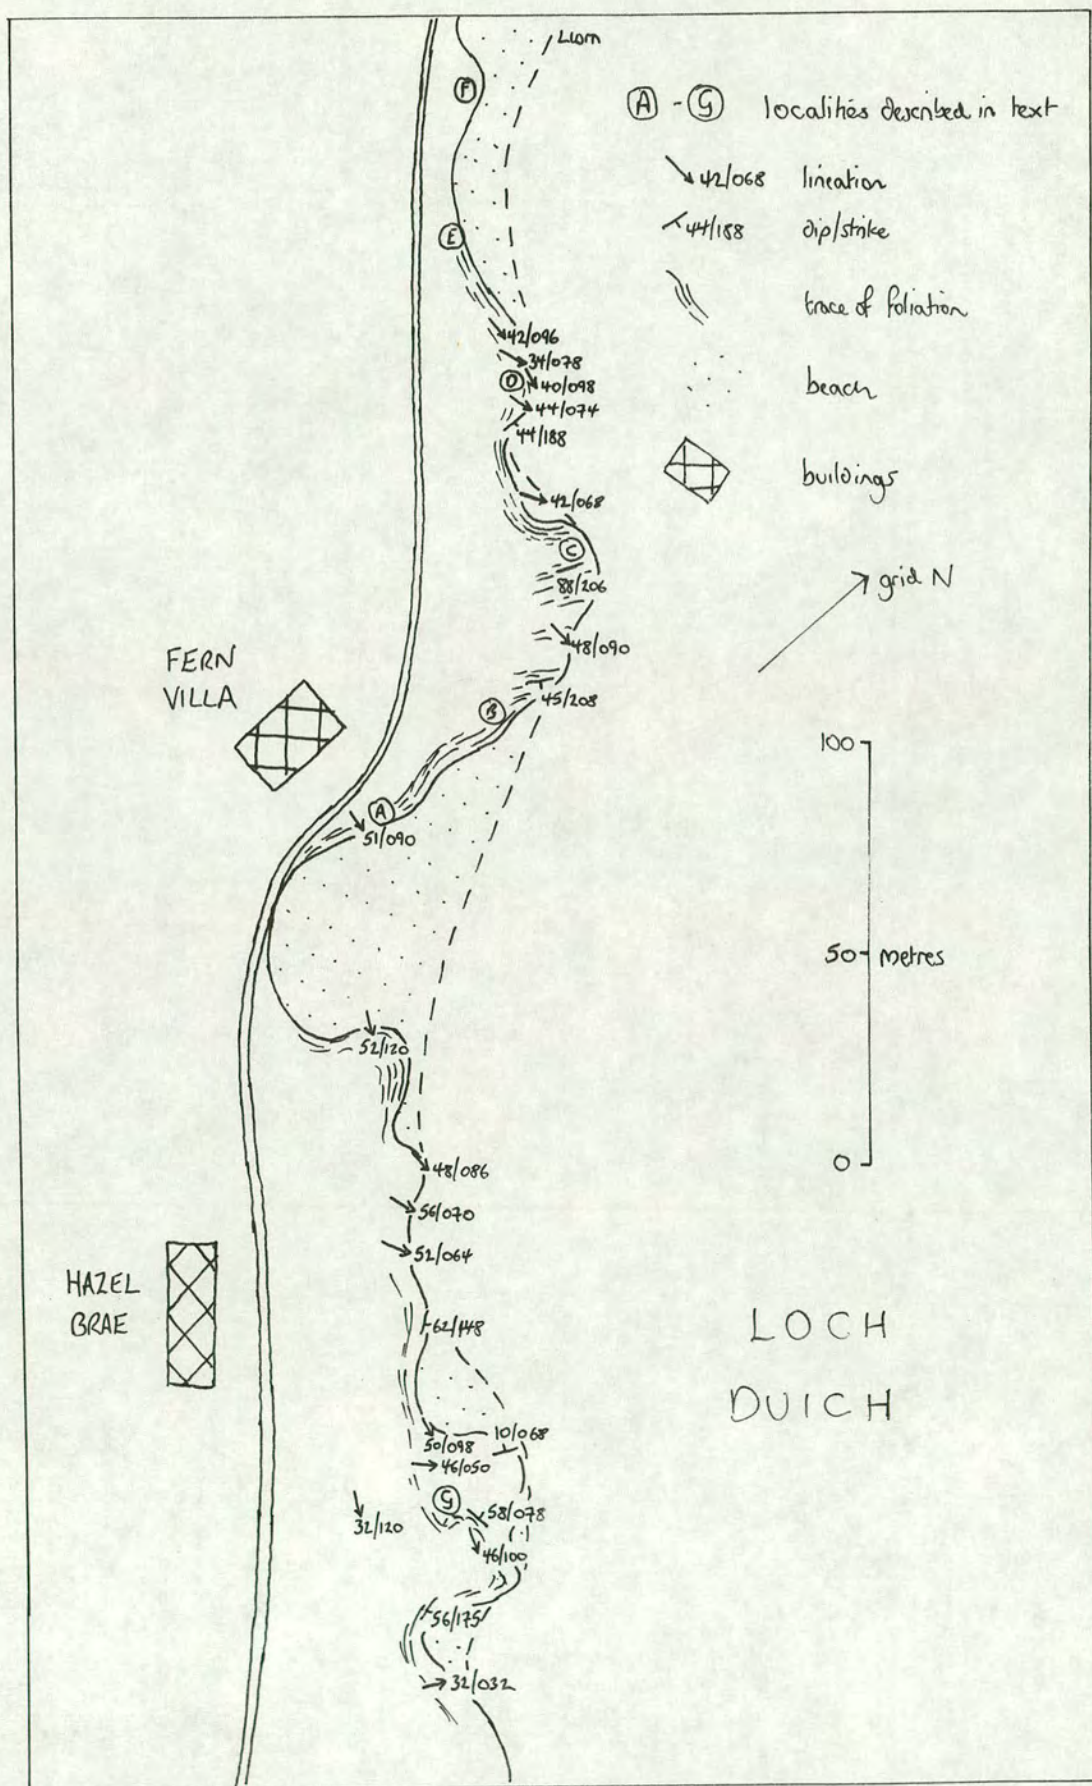 LWM
F
A - G localities described in text
42/068 lineation
44/188 dip/strike
E
trace of foliation
42/096
34/078
D
40/098
beach
44/074
44/188
buildings
42/068
C
88/206
grid N
48/090
FERN
VILLA
45/208
B
100
A
51/090
50 metres
52/120
0
48/086
56/070
52/064
HAZEL
BRAE
62/148
LOCH
DUICH
50/098
10/068
46/050
G
58/078
32/120
46/100
56/175
32/032